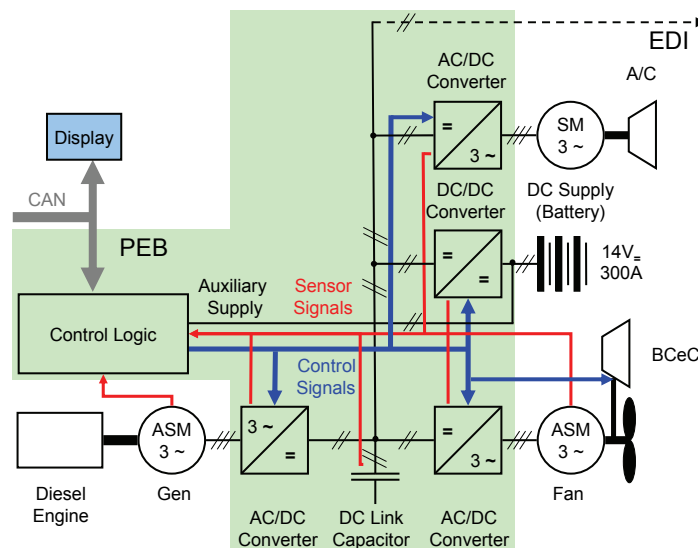 EDI
AC/DC
Converter
A/C
=
3 ~
SM
3 ~
Display
CAN
DC/DC
Converter
DC Supply
(Battery)
PEB
=
=
14V=
300A
Auxiliary
Supply
Sensor
Signals
Control Logic
Control
Signals
BCeC
ASM
3 ~
3 ~
=
=
3 ~
ASM
3 ~
Diesel
Engine
Gen
Fan
AC/DC
Converter
DC Link
Capacitor
AC/DC
Converter